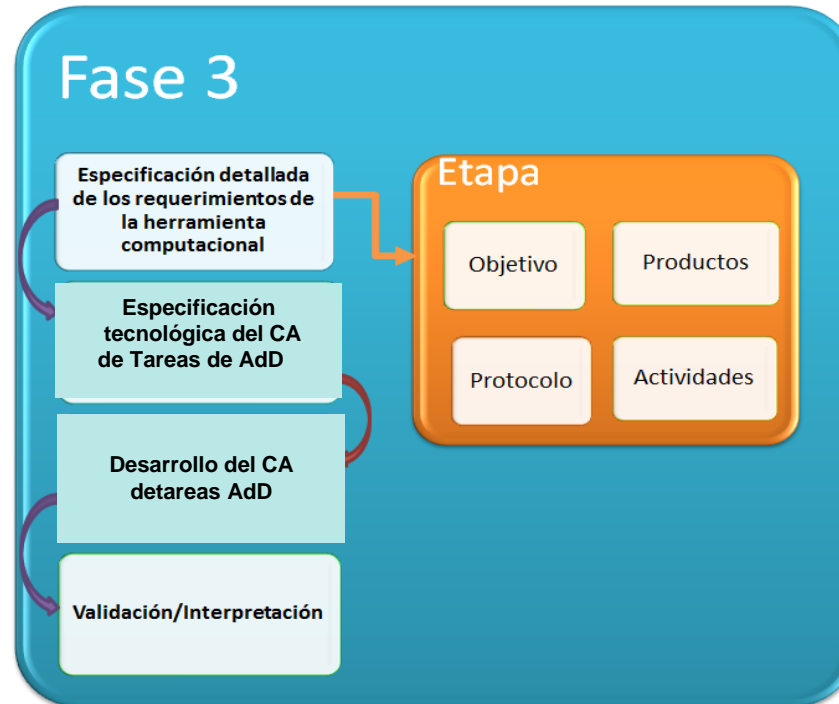 Fase 3
Especificación detallada
de los requerimientos de
la herramienta
computacional
Especificación
tecnológica del CA
de Tareas de AdD
Desarrollo del CA
detareas AdD
Validación/Interpretación
Etapa
Objetivo
Productos
Protocolo
Actividades